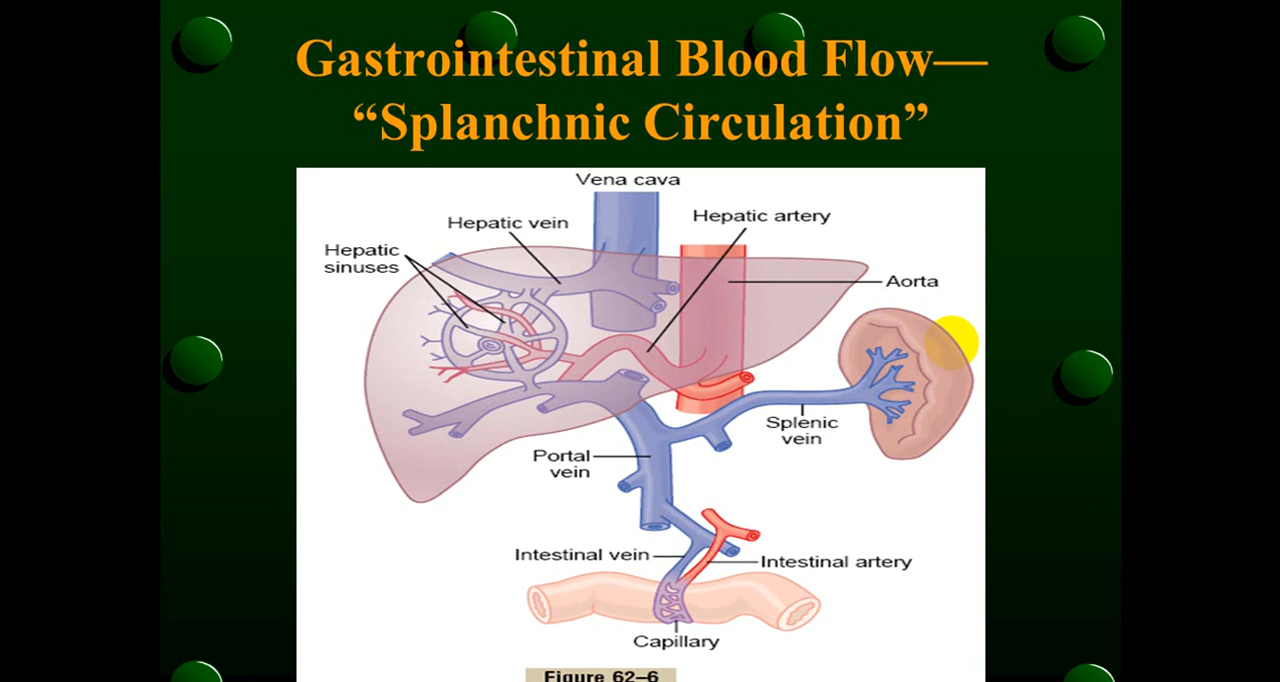 Gastrointestinal Blood Flow—
“Splanchnic Circulation”
Vena cava
Hepatic vein
Hepatic artery
Hepatic
sinuses
Aorta
Splenic
vein
Portal
vein
Intestinal vein
Intestinal artery
Capillary
Figure 62–6